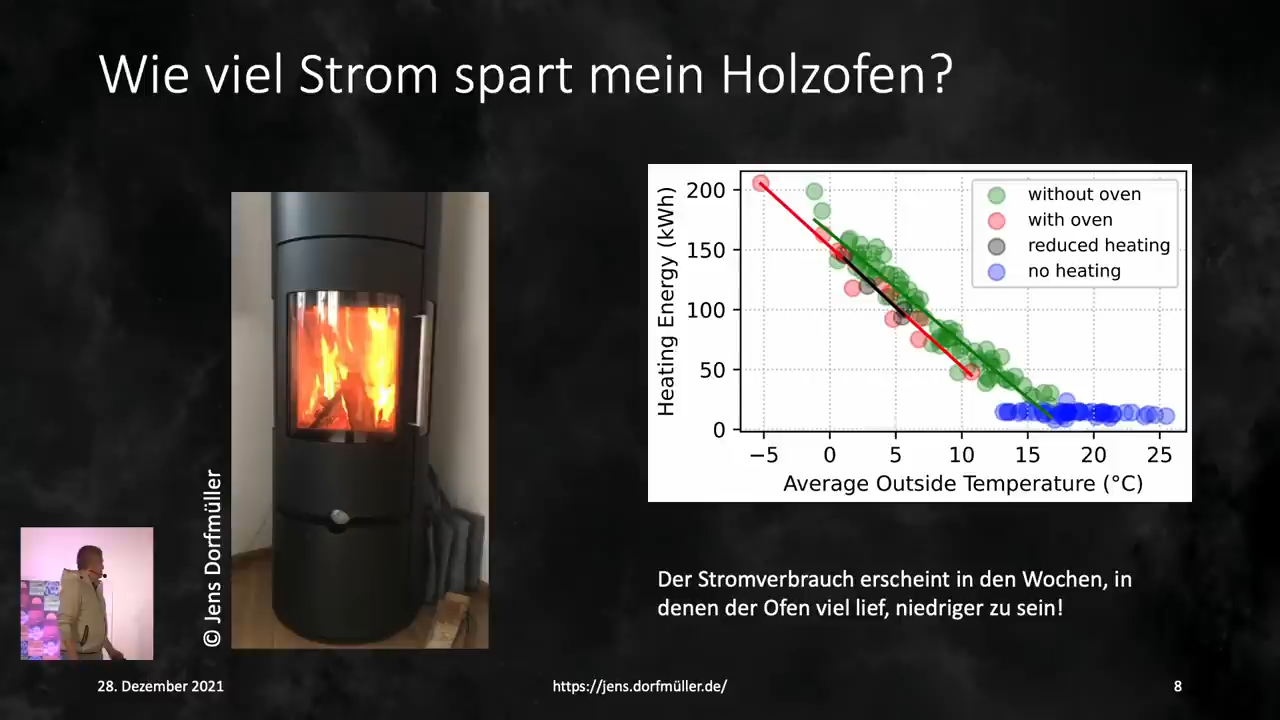 Wie viel Strom spart mein Holzofen?
© Jens Dorfmüller
Heating Energy (kWh)
200
150
100
50
0
without oven
with oven
reduced heating
no heating
−5 0 5 10 15 20 25
Average Outside Temperature (°C)
Der Stromverbrauch erscheint in den Wochen, in
denen der Ofen viel lief, niedriger zu sein!
28. Dezember 2021
https://jens.dorfmüller.de/
8